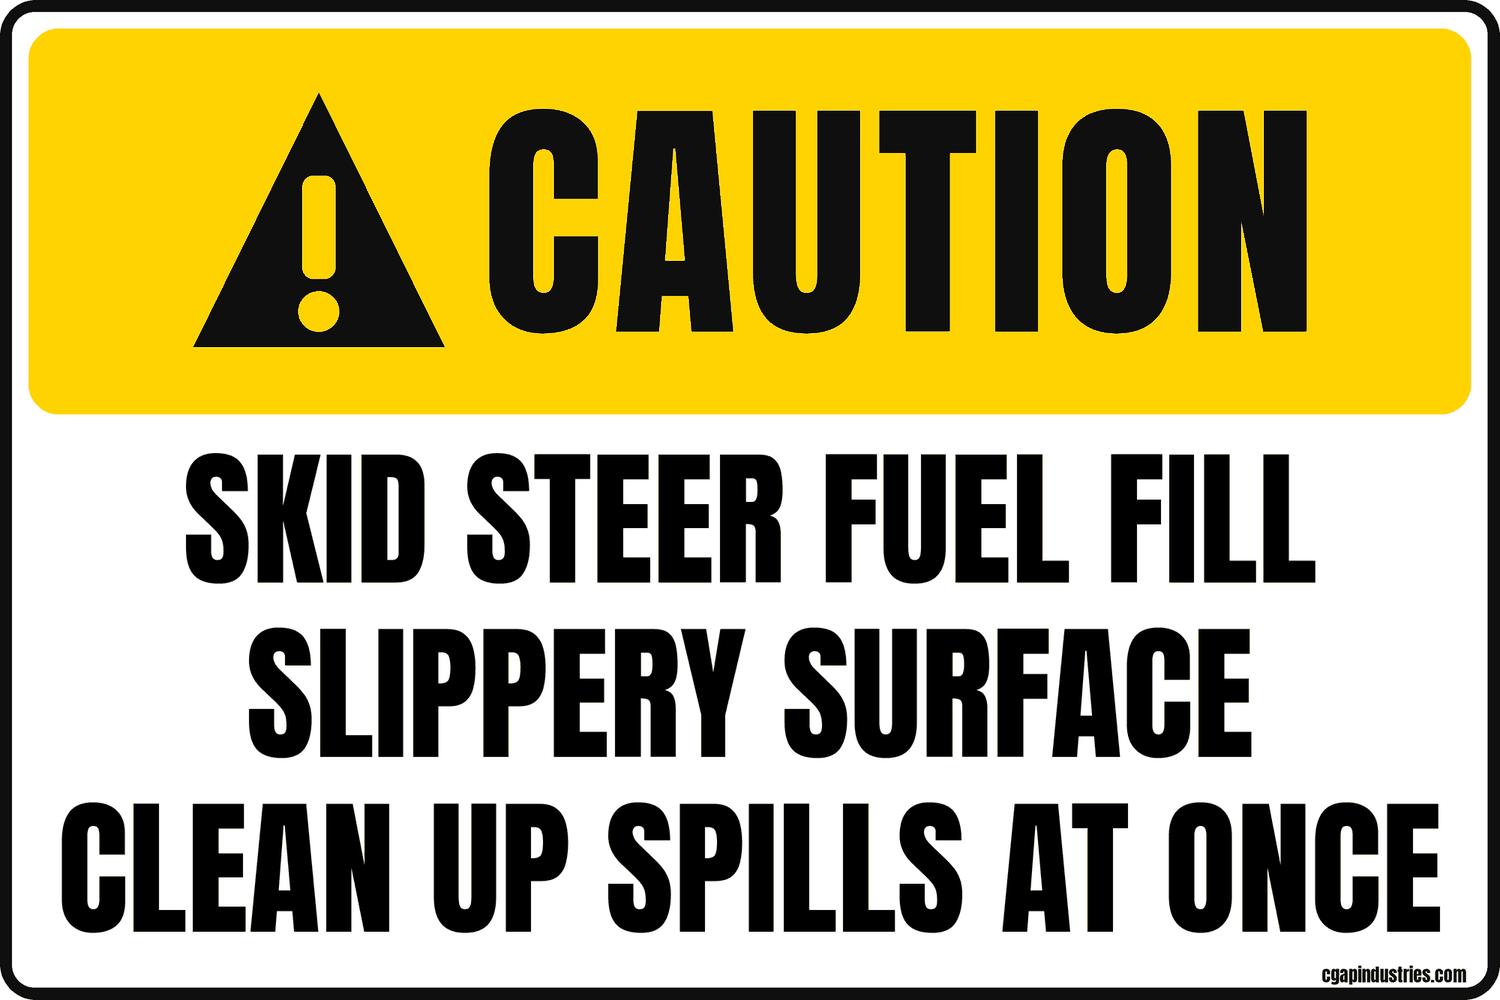 CAUTION
SKID STEER FUEL FILL
SLIPPERY SURFACE
CLEAN UP SPILLS AT ONCE
cgapindustries.com